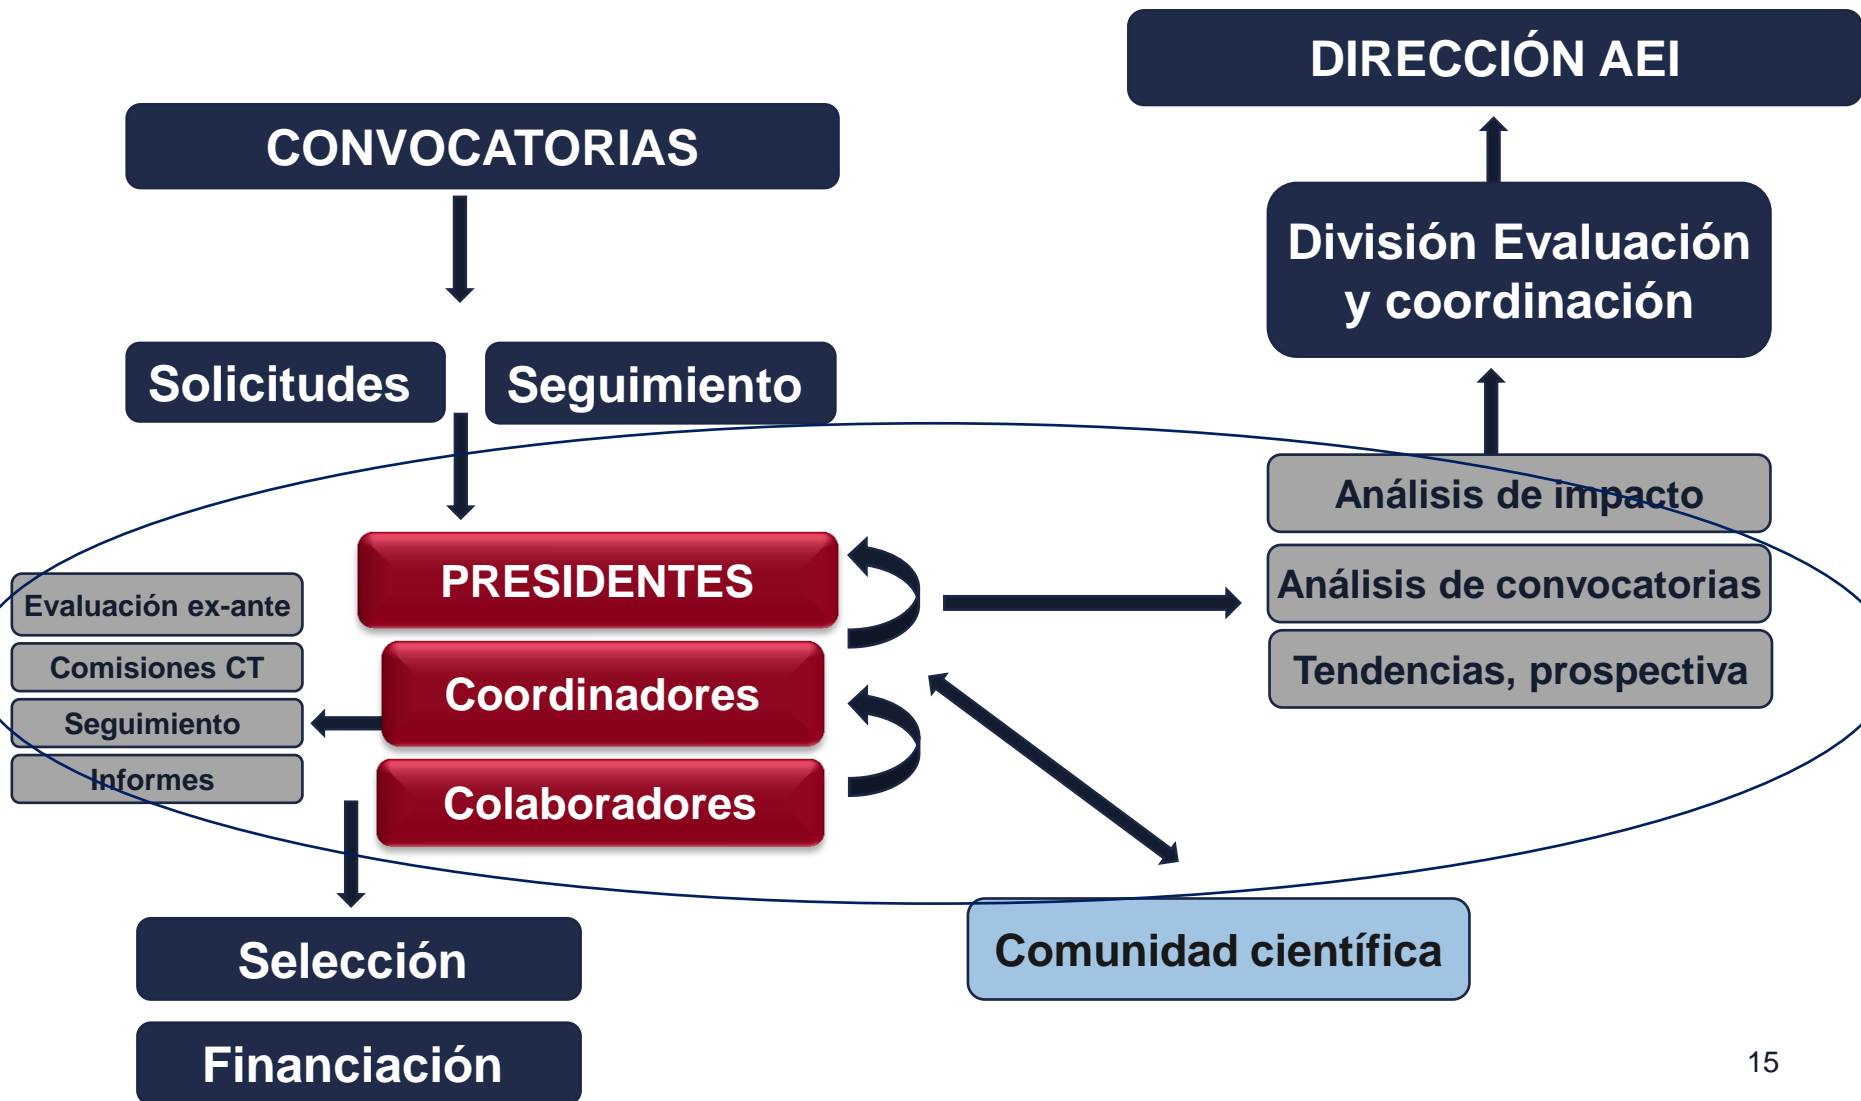 DIRECCIÓN AEI
CONVOCATORIAS
División Evaluación
y coordinación
Solicitudes
Seguimiento
Análisis de impacto
Análisis de convocatorias
Tendencias, prospectiva
PRESIDENTES
Coordinadores
Colaboradores
Evaluación ex-ante
Comisiones CT
Seguimiento
Informes
Selección
Financiación
Comunidad científica
15